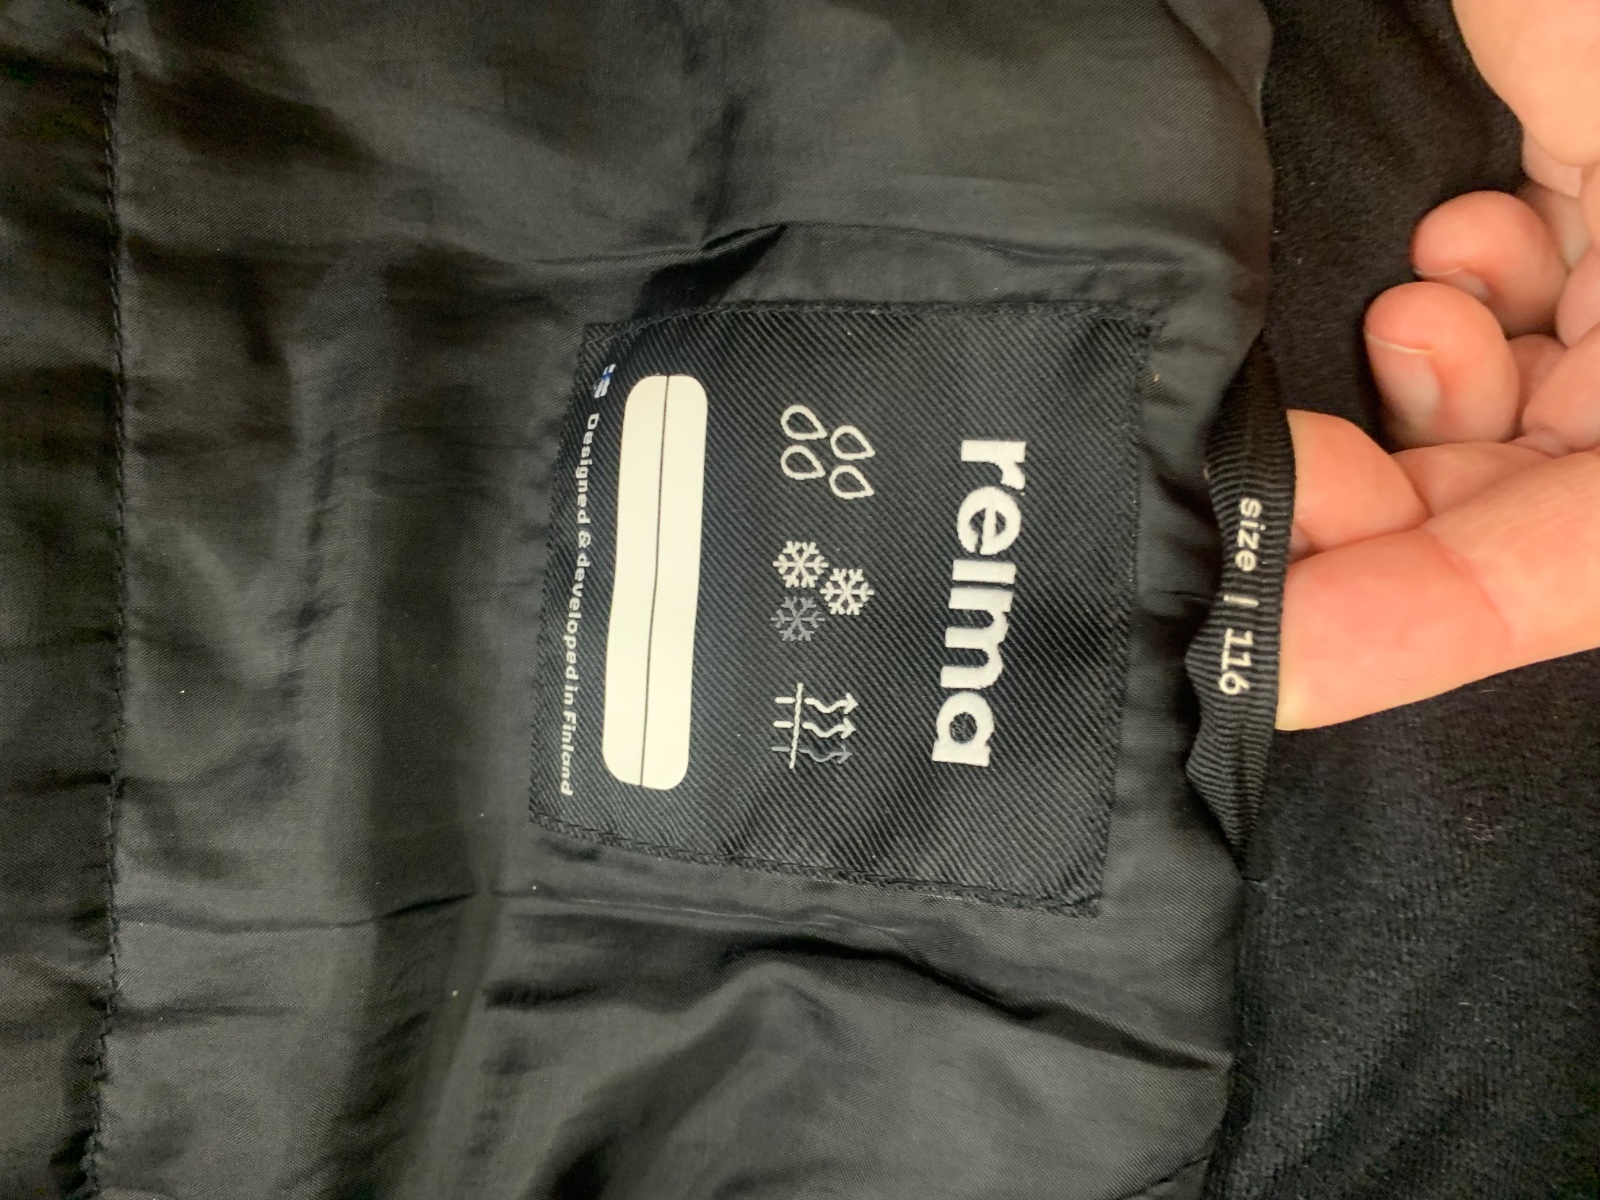 size | 116
reima
Designed & developed in Finland